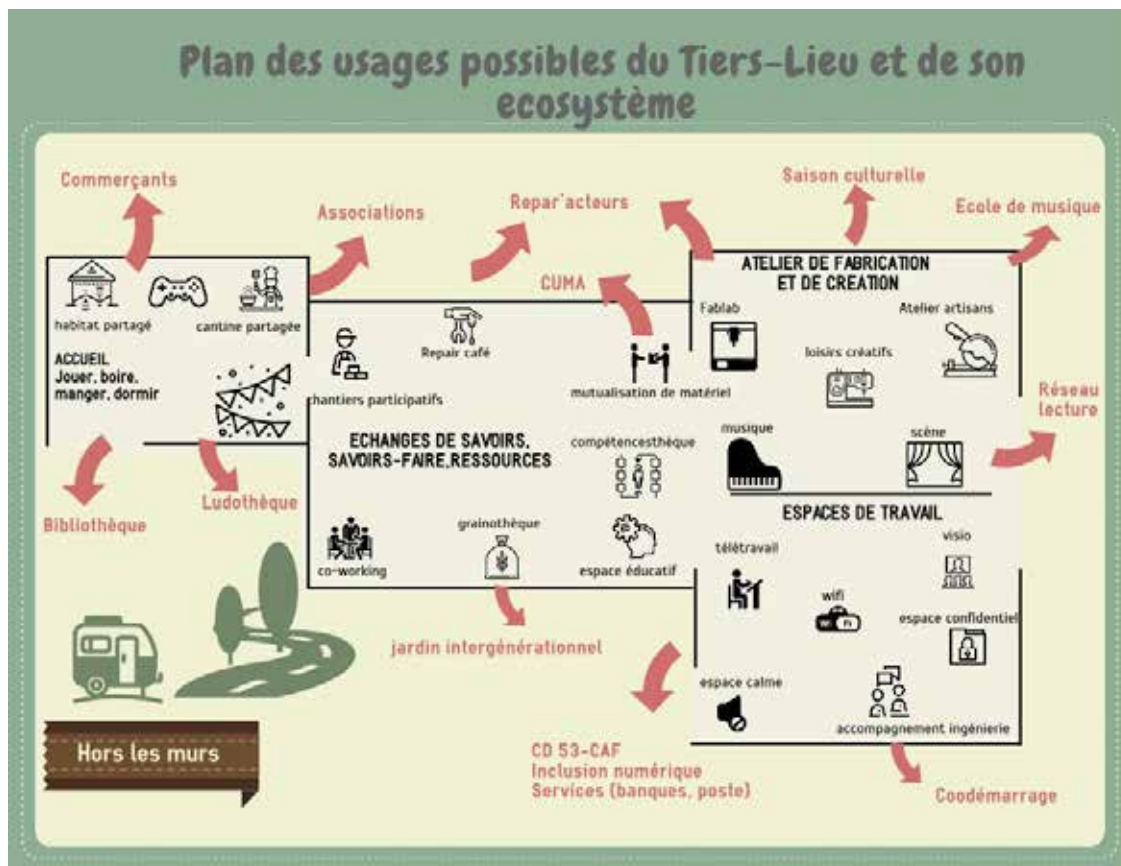 Plan des usages possibles du Tiers-Lieu et de son
ecosystème
Commerçants
Associations
Repar'acteurs
Saison culturelle
Ecole de musique
CUMA
habitat partagé
cantine partagée
ACCUEIL
Jouer, boire,
manger, dormir
Repair café
chantiers participatifs
mutualisation de matériel
ATELIER DE FABRICATION
ET DE CREATION
Fablab
Atelier artisans
loisirs créatifs
musique
scène
Réseau
lecture
ECHANGES DE SAVOIRS,
SAVOIRS-FAIRE,RESSOURCES
compétencesthèque
co-working
grainothèque
espace éducatif
Bibliothèque
Ludothèque
jardin intergénérationnel
ESPACES DE TRAVAIL
télétravail
visio
wifi
Wi Fi
espace confidentiel
espace calme
accompagnement ingénierie
Hors les murs
CD 53-CAF
Inclusion numérique
Services (banques, poste)
Coodémarrage